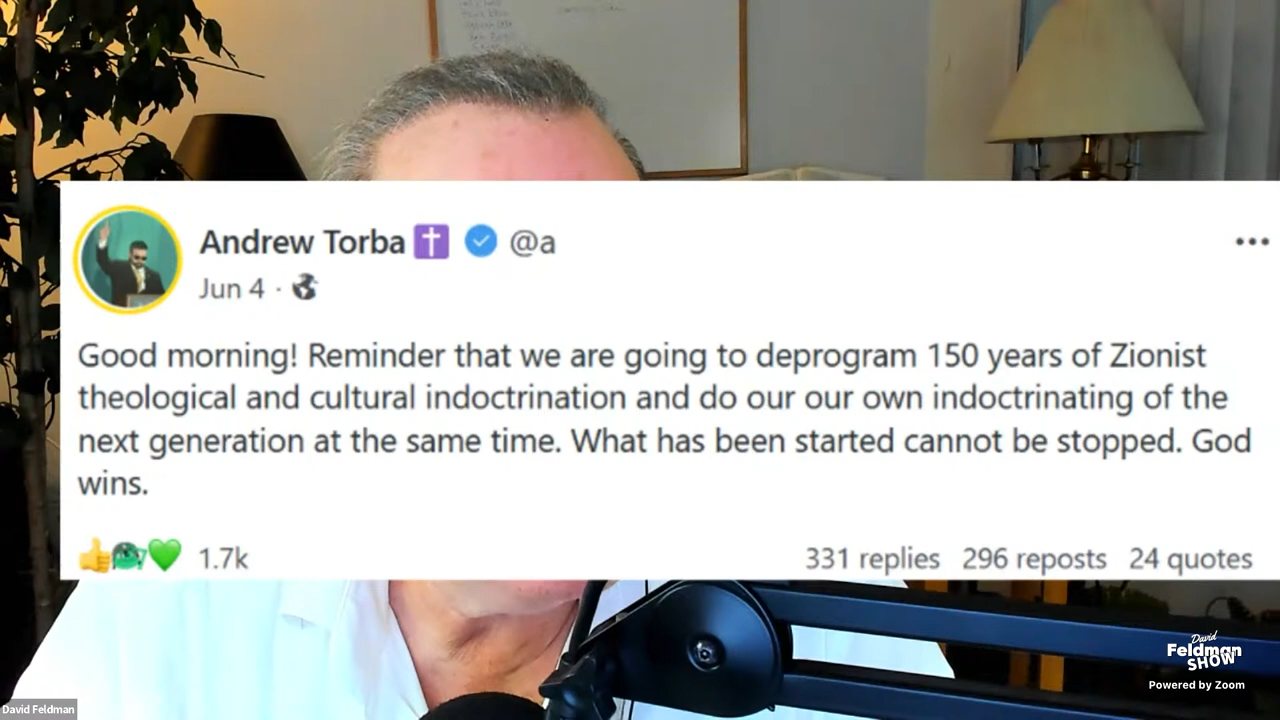 Andrew Torba ✝️ @a
Jun 4 ·
Good morning! Reminder that we are going to deprogram 150 years of Zionist
theological and cultural indoctrination and do our our own indoctrinating of the
next generation at the same time. What has been started cannot be stopped. God
wins.
1.7k
331 replies 296 reposts 24 quotes
David
Feldman
SHOW
Powered by Zoom
David Feldman